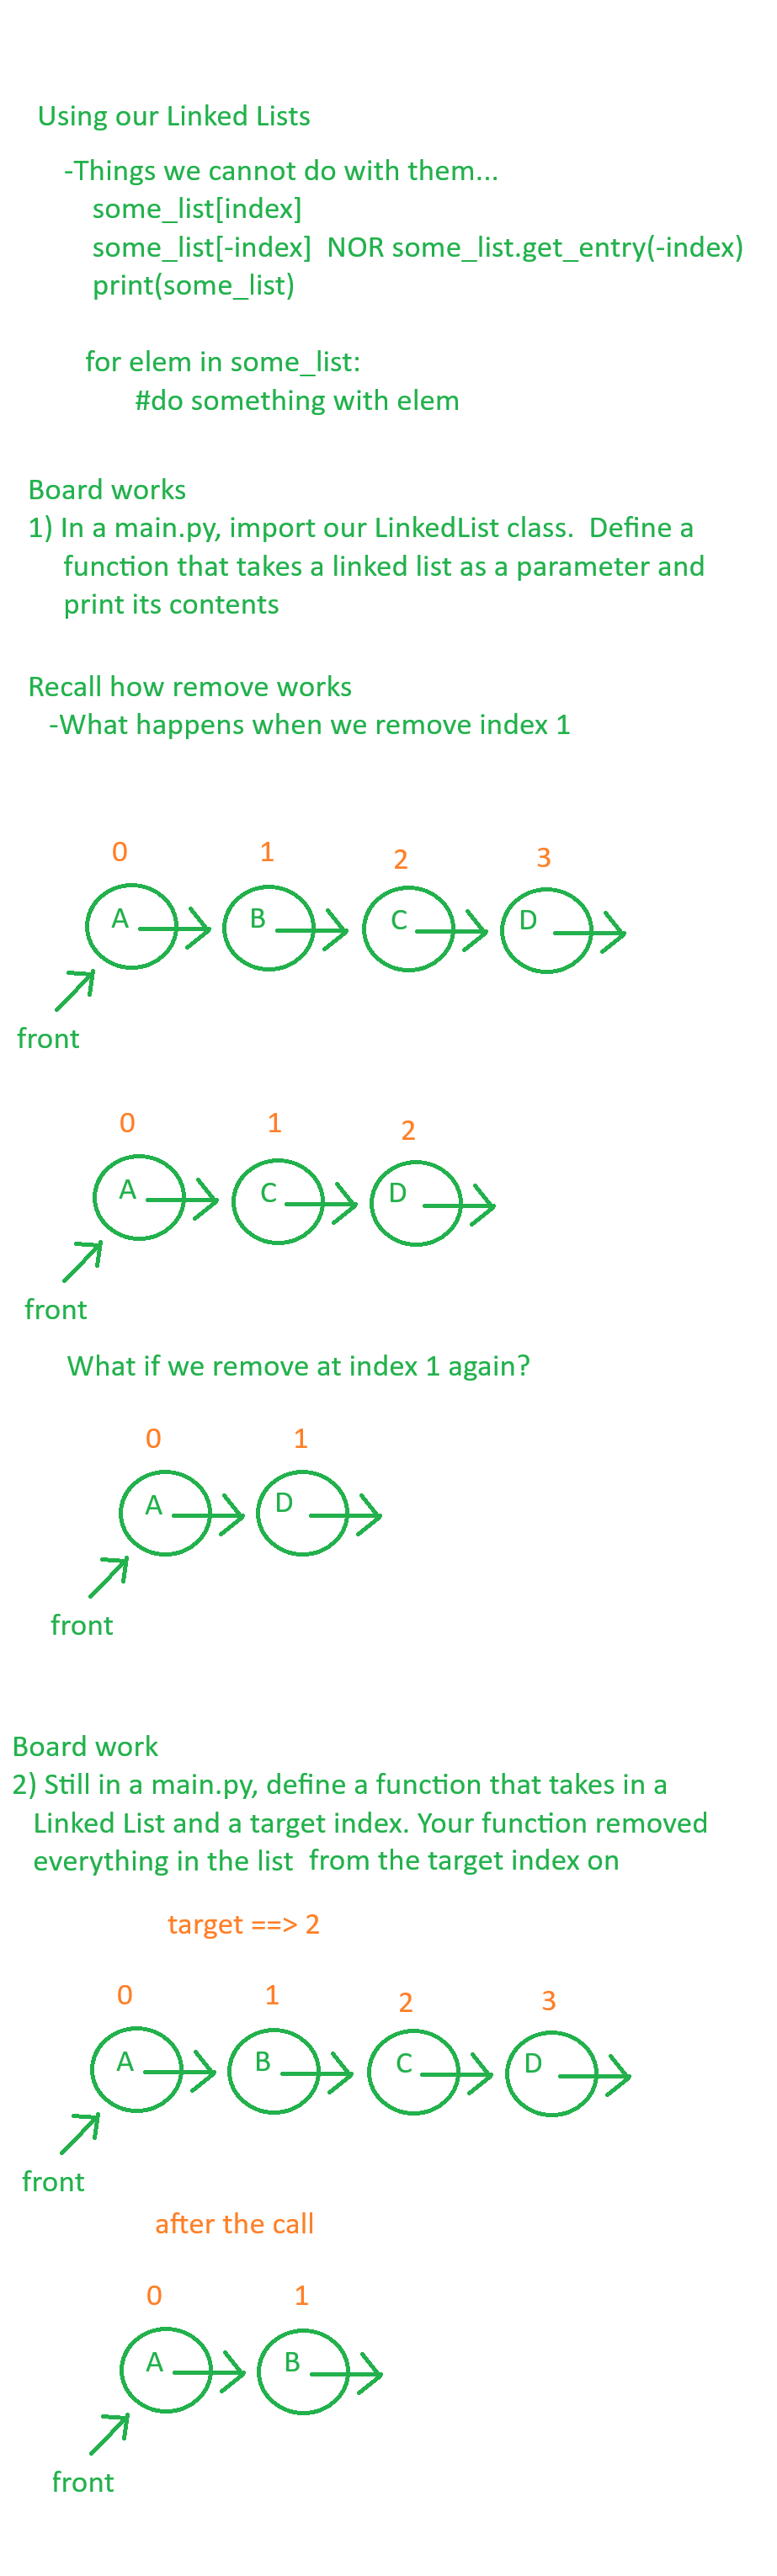 Using our Linked Lists
-Things we cannot do with them...
some_list[index]
some_list[-index]  NOR some_list.get_entry(-index)
print(some_list)
for elem in some_list:
#do something with elem
Board works
1) In a main.py, import our LinkedList class.  Define a
function that takes a linked list as a parameter and
print its contents
Recall how remove works
-What happens when we remove index 1
0 1 2 3
A B C D
front
0 1 2
A C D
front
What if we remove at index 1 again?
0 1
A D
front
Board work
2) Still in a main.py, define a function that takes in a
Linked List and a target index. Your function removed
everything in the list  from the target index on
target ==> 2
0 1 2 3
A B C D
front
after the call
0 1
A B
front